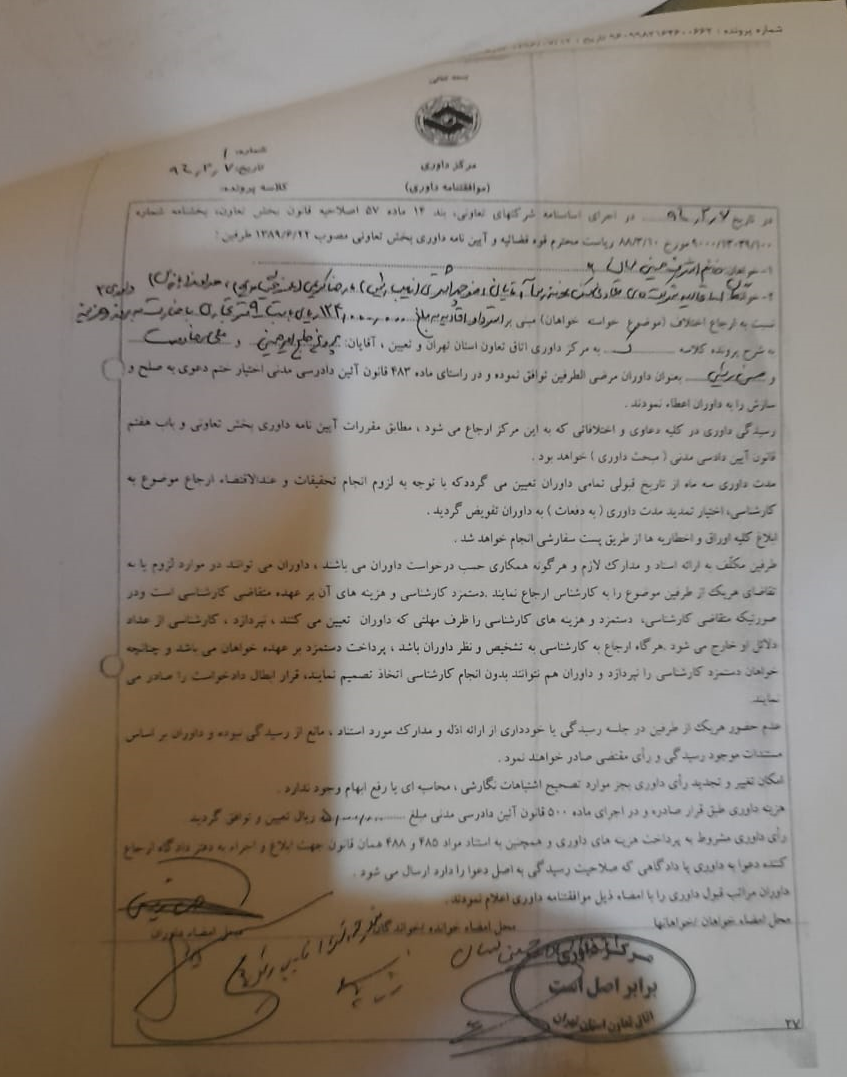 شماره پرونده :
بسمه تعالی
مرکز داوری
(موافقتنامه داوری)
شماره: ۱
تاریخ:
کلاسه پرونده:
در تاریخ در اجرای اساسنامه شرکتهای تعاونی، بند ۱۴ ماده ۵۷ اصلاحیه قانون بخش تعاون، بخشنامه شماره
۹۰۰۰/۱۳۰۳۹/۱۰۰ مورخ ۸۸/۳/۱۰ ریاست محترم قوه قضائیه و آیین نامه داوری بخش تعاونی مصوب ۱۳۸۹/۶/۲۲ طرفین :
۱- خواهان: خانم
۲-
نسبت به ارجاع اختلاف (موضوع خواسته خواهان) مبنی بر
به شرح پرونده کلاسه به مرکز داوری اتاق تعاون استان تهران و تعیین ، آقایان: و
و بعنوان داوران مرضی الطرفین توافق نموده و در راستای ماده ۴۸۳ قانون آئین دادرسی مدنی اختیار ختم دعوی به صلح و
سازش را به داوران اعطاء نمودند .
رسیدگی داوری در کلیه دعاوی و اختلافاتی که به این مرکز ارجاع می شود ، مطابق مقررات آیین نامه داوری بخش تعاونی و باب هفتم
قانون آیین دادسی مدنی ( مبحث داوری ) خواهد بود .
مدت داوری سه ماه از تاریخ قبولی تمامی داوران تعیین می گرددکه با توجه به لزوم انجام تحقیقات و عندالاقتضاء ارجاع موضوع به
کارشناسی، اختیار تمدید مدت داوری ( به دفعات ) به داوران تفویض گردید .
ابلاغ کلیه اوراق و اخطاریه ها از طریق پست سفارشی انجام خواهد شد .
طرفین مکلّف به ارائه اسناد و مدارک لازم و هرگونه همکاری حسب درخواست داوران می باشند ، داوران می توانند در موارد لزوم یا به
تقاضای هریک از طرفین موضوع را به کارشناس ارجاع نمایند .دستمزد کارشناسی و هزینه های آن بر عهده متقاضی کارشناسی است ودر
صورتیکه متقاضی کارشناسی، دستمزد و هزینه های کارشناسی را ظرف مهلتی که داوران تعیین می کنند ، نپردازد ، کارشناسی از عداد
دلائل او خارج می شود .هرگاه ارجاع به کارشناسی به تشخیص و نظر داوران باشد ، پرداخت دستمزد بر عهده خواهان می باشد و چنانچه
خواهان دستمزد کارشناسی را نپردازد و داوران هم نتوانند بدون انجام کارشناسی اتخاذ تصمیم نمایند، قرار ابطال دادخواست را صادر می
نمایند.
عدم حضور هریک از طرفین در جلسه رسیدگی یا خودداری از ارائه ادله و مدارک مورد استناد ، مانع از رسیدگی نبوده و داوران بر اساس
مستندات موجود رسیدگی و رأی مقتضی صادر خواهند نمود .
امکان تغییر و تجدید رأی داوری بجز موارد تصحیح اشتباهات نگارشی ، محاسبه ای یا رفع ابهام وجود ندارد .
هزینه داوری طبق قرار صادره و در اجرای ماده ۵۰۰ قانون آئین دادرسی مدنی مبلغ ریال تعیین و توافق گردید.
رأی داوری مشروط به پرداخت هزینه های داوری و همچنین به استناد مواد ۴۸۵ و ۴۸۸ همان قانون جهت ابلاغ و اجراء به دفتر دادگاه ارجاع
کننده دعوا به داوری یا دادگاهی که صلاحیت رسیدگی به اصل دعوا را دارد ارسال می شود .
داوران مراتب قبول داوری را با امضاء ذیل موافقتنامه داوری اعلام نمودند.
محل امضاء خواهان /خواهانها محل امضاء خوانده /خواندگان محل امضاء داوران
مرکز داوری
برابر اصل است
اتاق تعاون استان تهران
۲۷